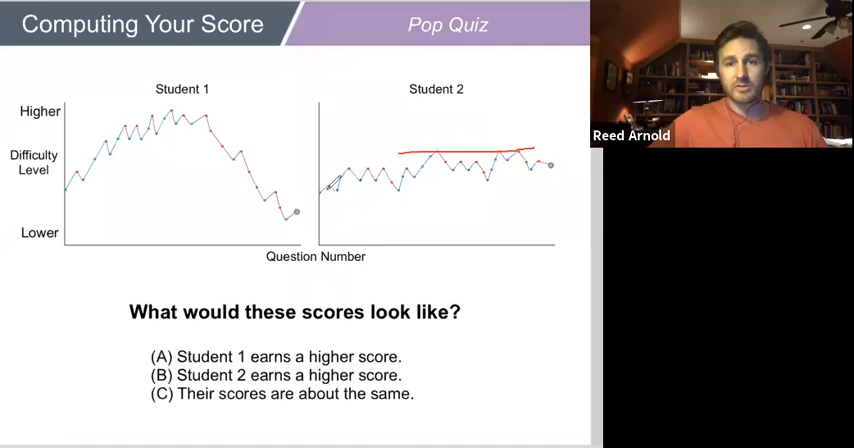 Computing Your Score
Pop Quiz
Student 1
Student 2
Higher
Difficulty
Level
Lower
Question Number
What would these scores look like?
(A) Student 1 earns a higher score.
(B) Student 2 earns a higher score.
(C) Their scores are about the same.
Reed Arnold